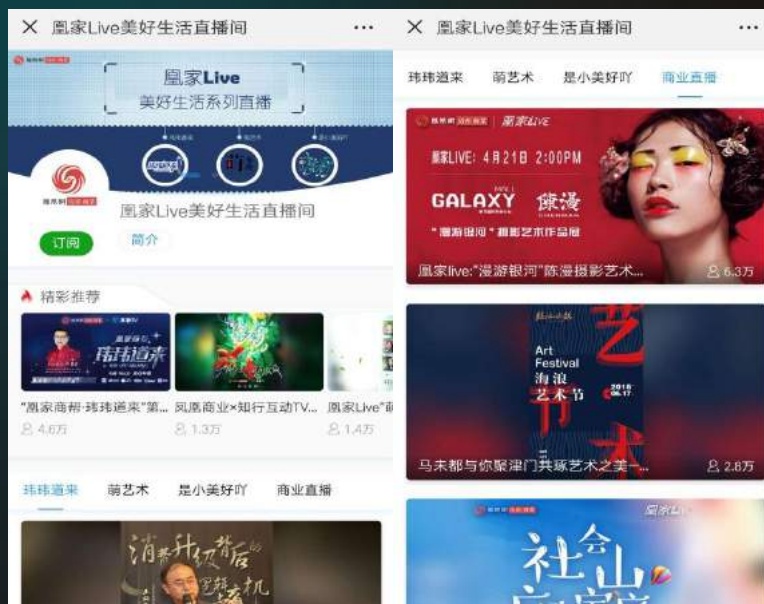 凰家Live美好生活直播间
凰家Live
美好生活系列直播
凰家Live美好生活直播间
订阅
简介
精彩推荐
玮玮道来
"凰家商帮·玮玮道来"第...
4.6万
凤凰商业×知行互动TV...
1.3万
凰家Live"萌
1.4万
玮玮道来
萌艺术
是小美好吖
商业直播
消费升级背后的
逻辑与商机
凰家Live美好生活直播间
玮玮道来
萌艺术
是小美好吖
商业直播
凰家LIVE
凰家LIVE: 4月21日 2:00PM
GALAXY
陈漫
CHENMAN
"漫游银河"摄影艺术作品展
凰家live:"漫游银河"陈漫摄影艺术...
6.3万
Art
Festival
海浪
艺术节
2018
06.17
艺
节
术
马未都与你聚津门共琢艺术之美—...
2.8万
社会山